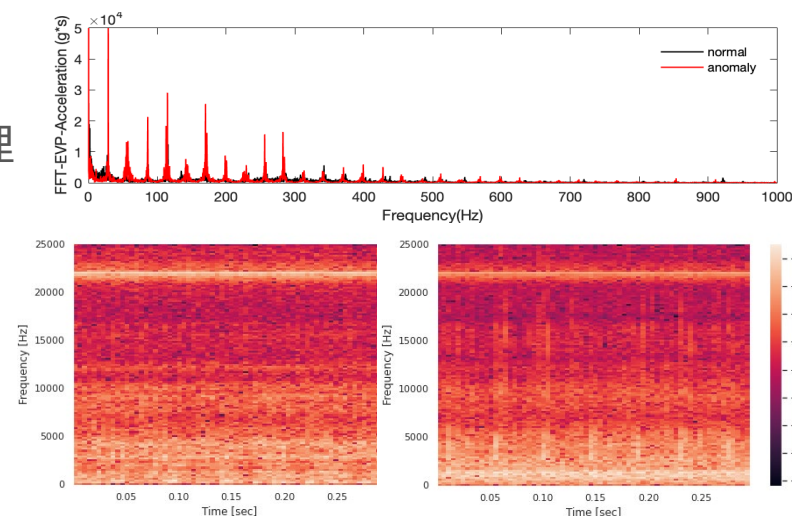 5 ×10⁴
4
3
2
1
0
FFT-EVP-Acceleration (g*s)
normal
anomaly
0 100 200 300 400 500 600 700 800 900 1000
Frequency(Hz)
25000
20000
15000
10000
5000
0
Frequency [Hz]
0.05 0.10 0.15 0.20 0.25
Time [sec]
25000
20000
15000
10000
5000
0
Frequency [Hz]
0.05 0.10 0.15 0.20 0.25
Time [sec]